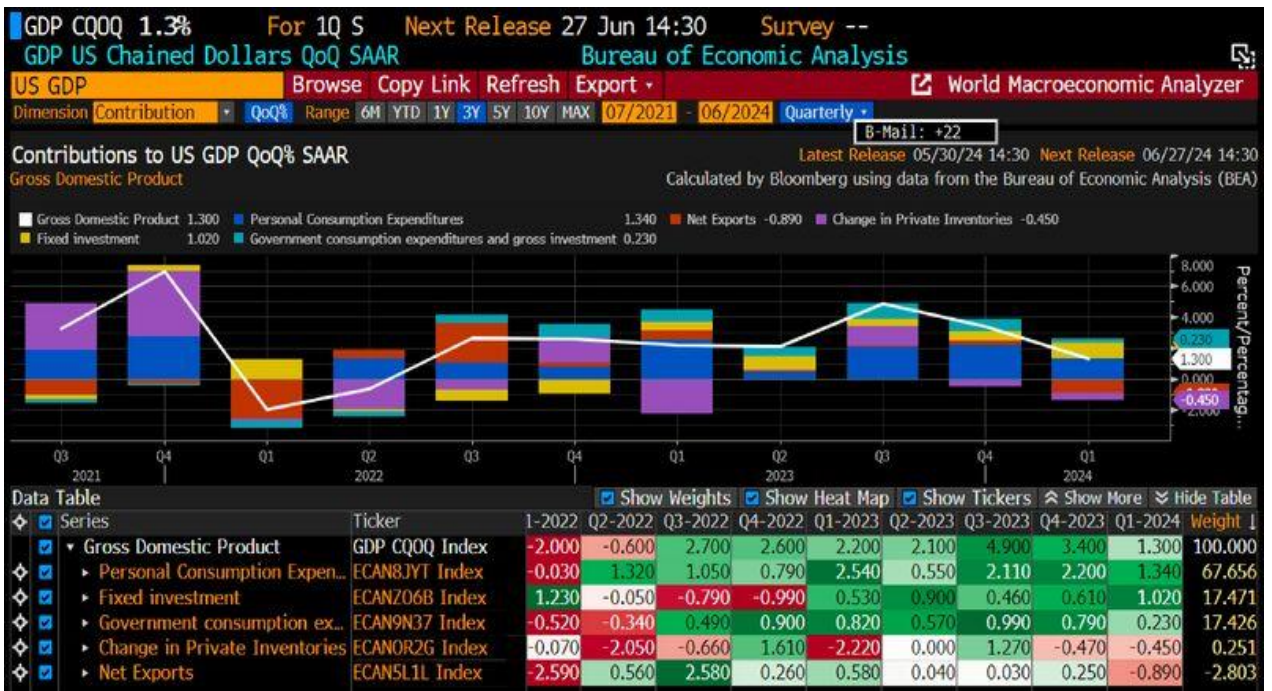 GDP CQOQ 1.3% For 1Q S Next Release 27 Jun 14:30 Survey --
GDP US Chained Dollars QoQ SAAR Bureau of Economic Analysis
US GDP Browse Copy Link Refresh Export World Macroeconomic Analyzer
Dimension Contribution QoQ% Range 6M YTD 1Y 3Y 5Y 10Y MAX 07/2021 - 06/2024 Quarterly
B-Mail: +22
Contributions to US GDP QoQ% SAAR Latest Release 05/30/24 14:30 Next Release 06/27/24 14:30
Gross Domestic Product Calculated by Bloomberg using data from the Bureau of Economic Analysis (BEA)
Gross Domestic Product 1.300 Personal Consumption Expenditures 1.340 Net Exports -0.890 Change in Private Inventories -0.450
Fixed investment 1.020 Government consumption expenditures and gross investment 0.230
8.000
6.000
4.000
0.230
1.300
0.000
-0.450
-2.000
Percent/Percentag...
Q3 Q4 Q1 Q2 Q3 Q4 Q1 Q2 Q3 Q4 Q1
2021 2022 2023 2024
Data Table Show Weights Show Heat Map Show Tickers Show More Hide Table
Series Ticker 1-2022 Q2-2022 Q3-2022 Q4-2022 Q1-2023 Q2-2023 Q3-2023 Q4-2023 Q1-2024 Weight
Gross Domestic Product GDP CQOQ Index -2.000 -0.600 2.700 2.600 2.200 2.100 4.900 3.400 1.300 100.000
Personal Consumption Expen... ECAN8JYT Index -0.030 1.320 1.050 0.790 2.540 0.550 2.110 2.200 1.340 67.656
Fixed investment ECANZO6B Index 1.230 -0.050 -0.790 -0.990 0.530 0.900 0.460 0.610 1.020 17.471
Government consumption ex... ECAN9N37 Index -0.520 -0.340 0.490 0.900 0.820 0.570 0.990 0.790 0.230 17.426
Change in Private Inventories ECANOR2G Index -0.070 -2.050 -0.660 1.610 -2.220 0.000 1.270 -0.470 -0.450 0.251
Net Exports ECAN5L1L Index -2.590 0.560 2.580 0.260 0.580 0.040 0.030 0.250 -0.890 -2.803